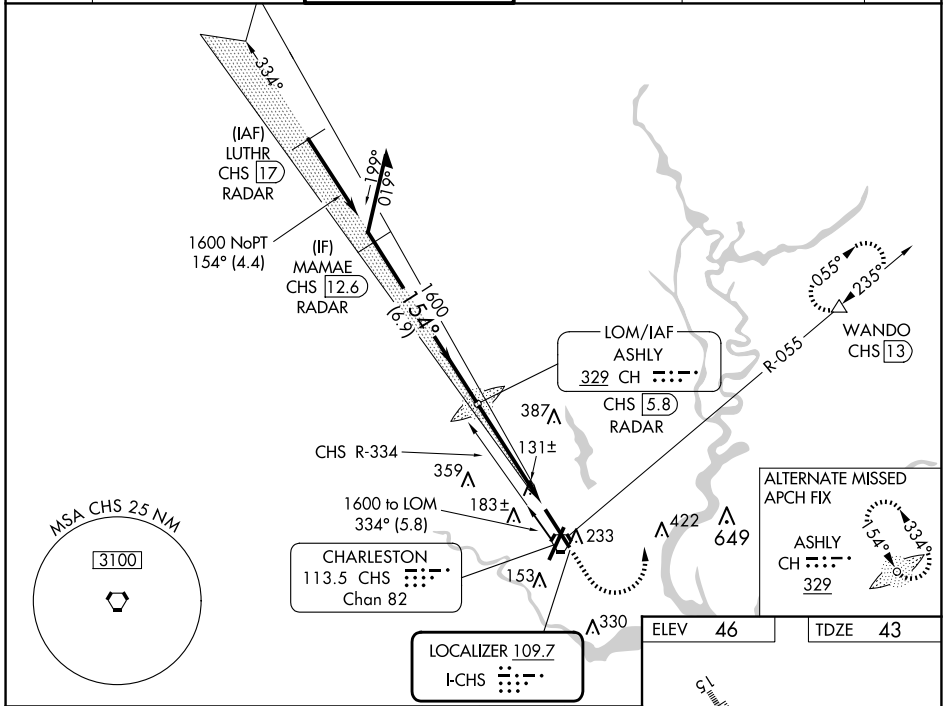 334°
(IAF)
LUTHR
CHS 17
RADAR
199°
019°
1600 NoPT
154° (4.4)
(IF)
MAMAE
CHS 12.6
RADAR
1600
154°
(6.9)
055°
235°
WANDO
CHS 13
R-055
LOM/IAF
ASHLY
329 CH
CHS 5.8
RADAR
387
131±
CHS R-334
359
183±
1600 to LOM
334° (5.8)
233
422
649
153
330
MSA CHS 25 NM
3100
CHARLESTON
113.5 CHS
Chan 82
LOCALIZER 109.7
I-CHS
ALTERNATE MISSED
APCH FIX
ASHLY
CH
329
154°
334°
ELEV 46
TDZE 43
15